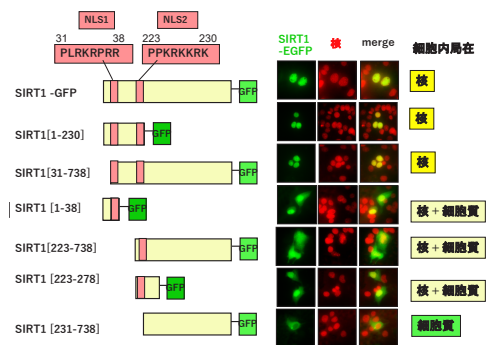 NLS1 NLS2
31 38 223 230
PLRKRPRR PPKRKKRK
SIRT1
-EGFP
核 merge 細胞内局在
SIRT1 -GFP GFP 核
SIRT1[1-230] GFP 核
SIRT1[31-738] GFP 核
SIRT1 [1-38] GFP 核 + 細胞質
SIRT1[223-738] GFP 核 + 細胞質
SIRT1 [223-278] GFP 核 + 細胞質
SIRT1 [231-738] GFP 細胞質